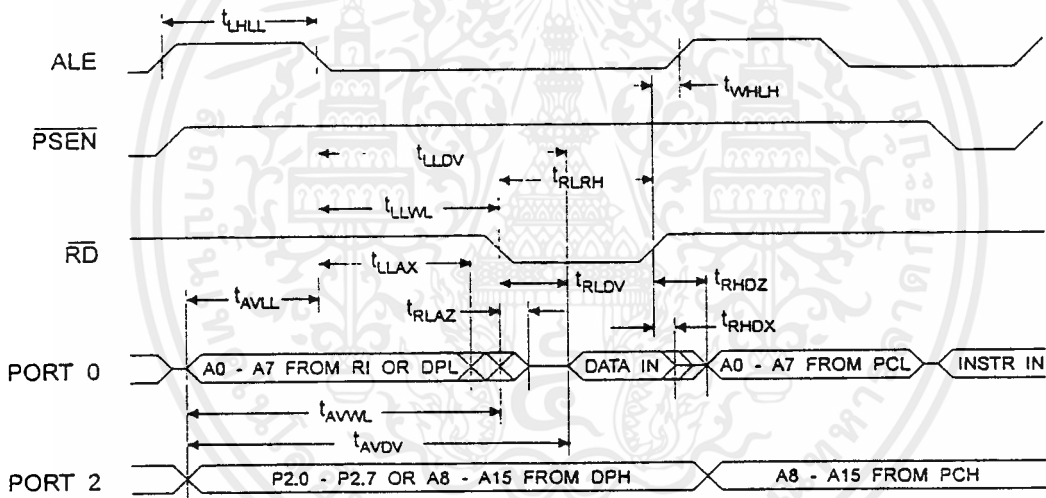 tLHLL
ALE
tWHLH
PSEN
tLLDV
tRLRH
tLLWL
RD
tLLAX
tRLDV
tRHDZ
tAVLL
tRLAZ
tRHDX
PORT 0
A0 - A7 FROM RI OR DPL
DATA IN
A0 - A7 FROM PCL
INSTR IN
tAVWL
tAVDV
PORT 2
P2.0 - P2.7 OR A8 - A15 FROM DPH
A8 - A15 FROM PCH